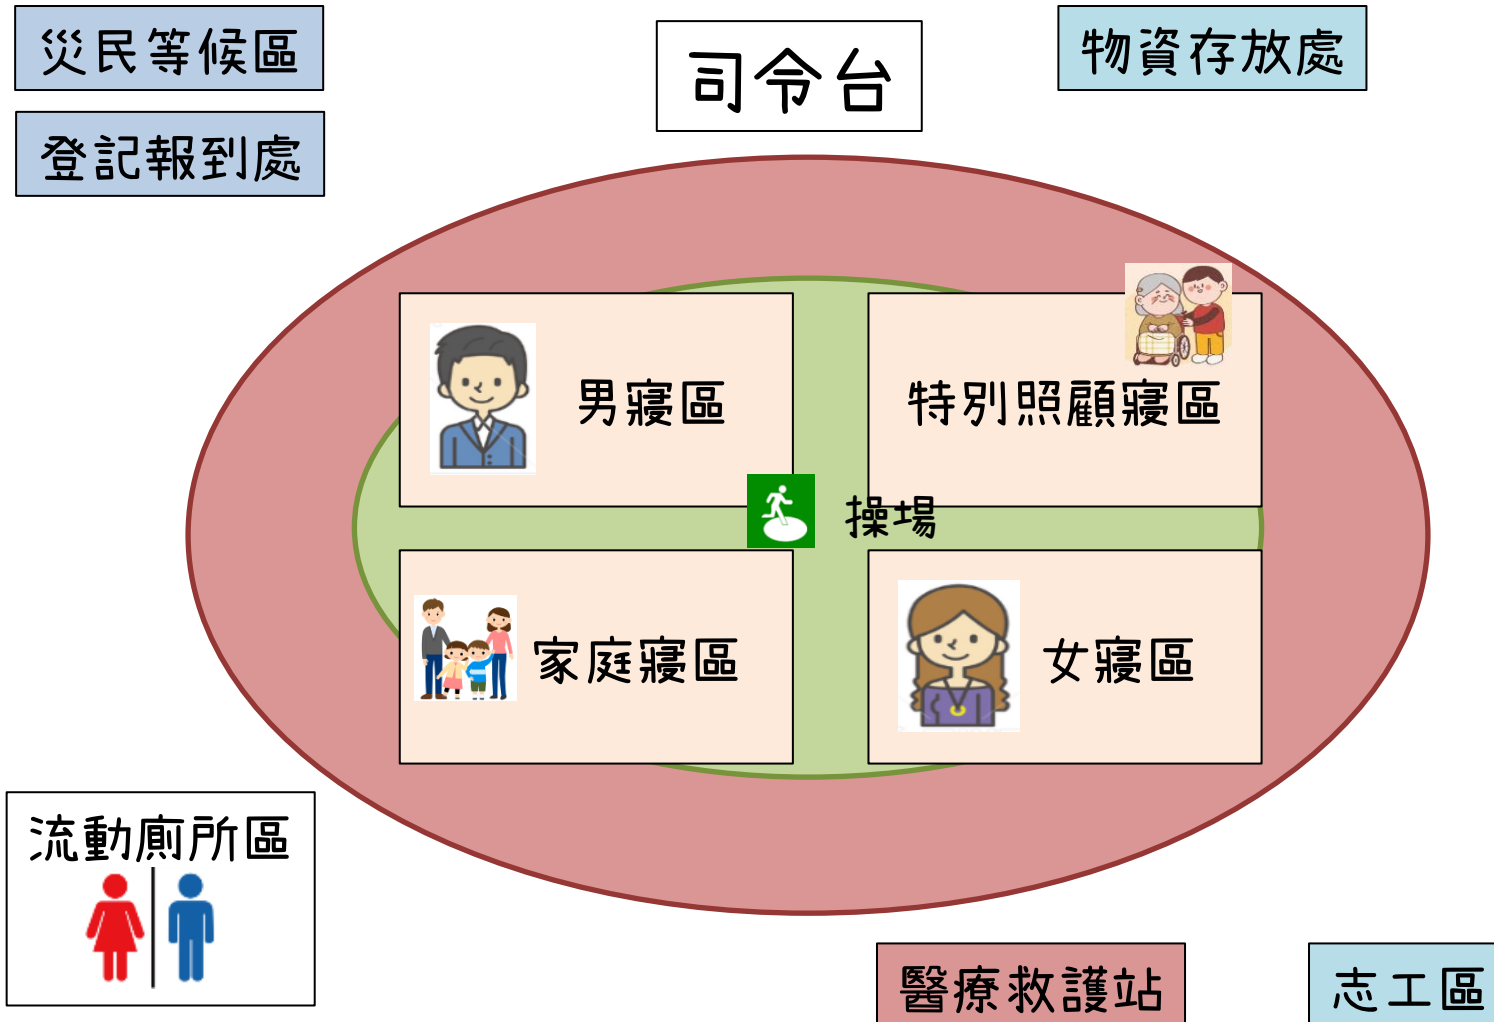 災民等候區
司令台
物資存放處
登記報到處
男寢區
特別照顧寢區
操場
家庭寢區
女寢區
流動廁所區
醫療救護站
志工區